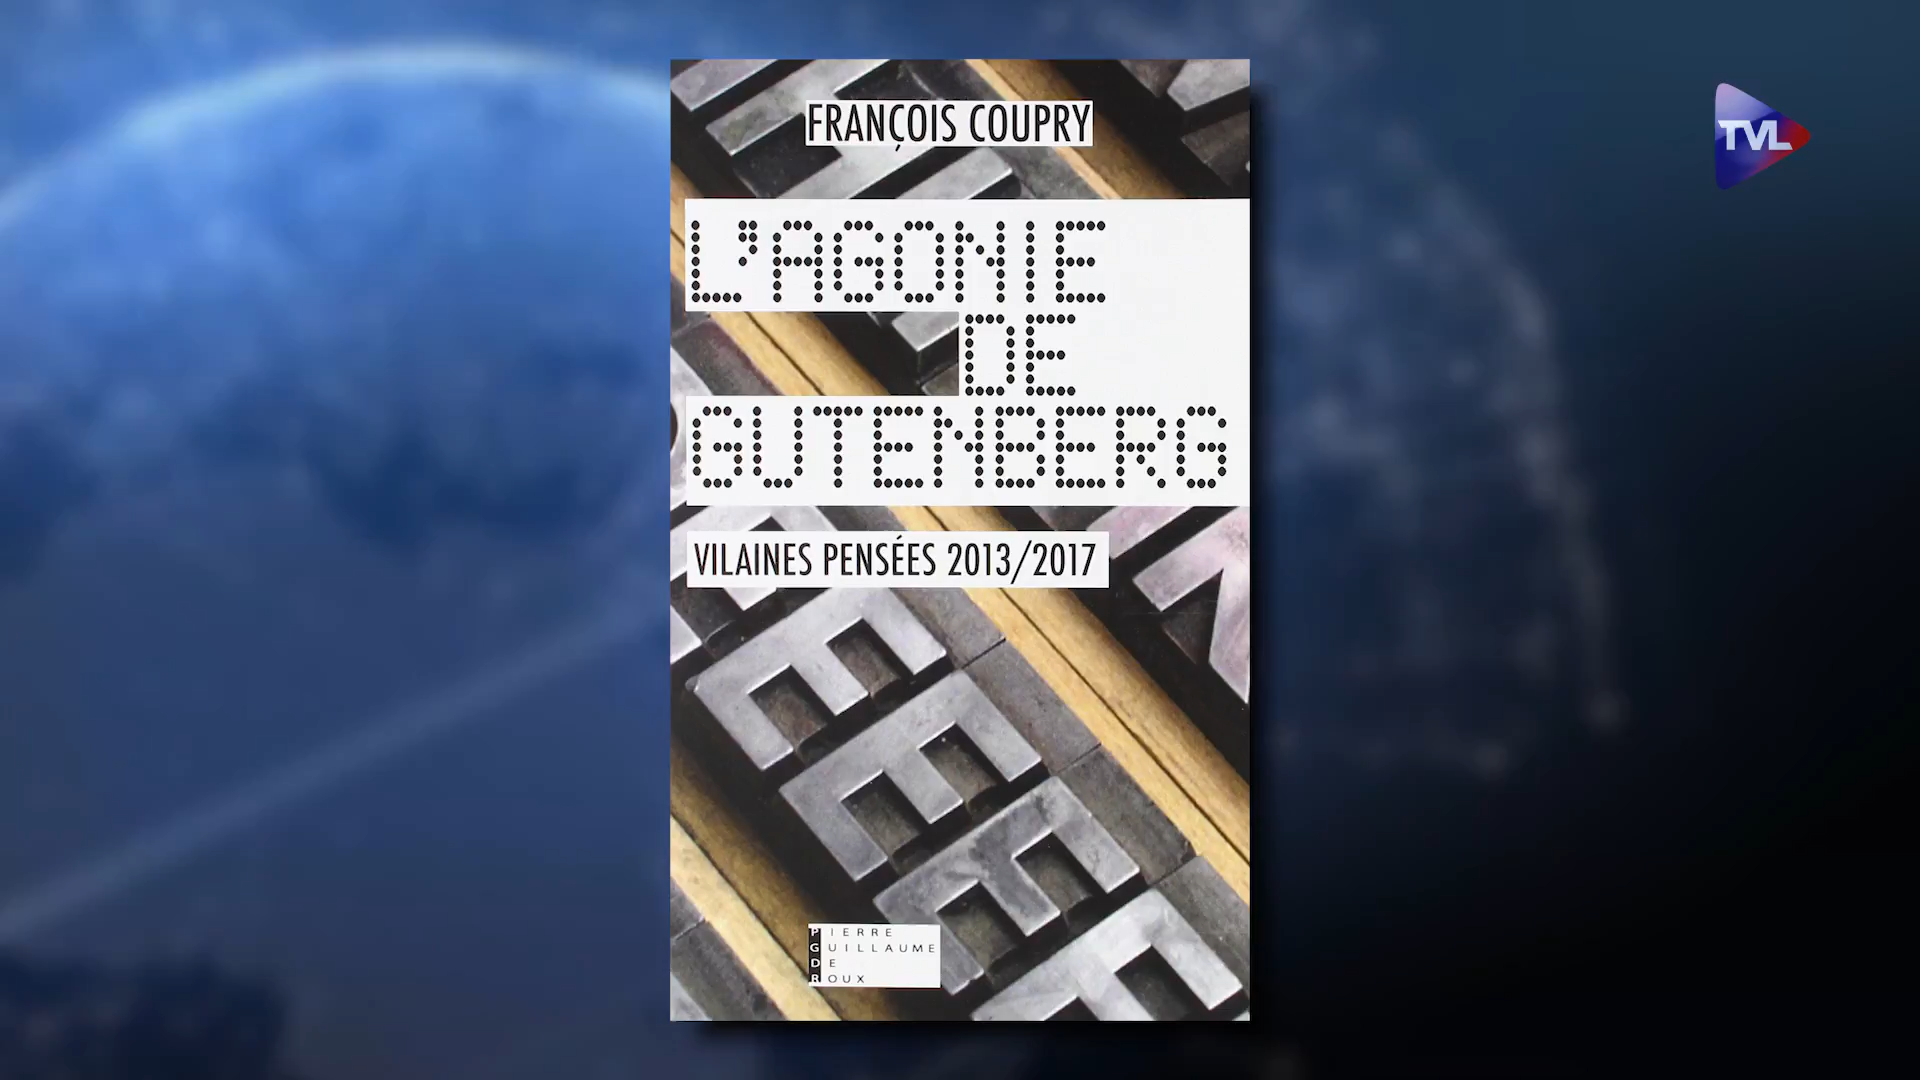 FRANÇOIS COUPRY
TVL
L'AGONIE
DE
GUTENBERG
VILAINES PENSÉES 2013/2017
PIERRE
GUILLAUME
DE
ROUX